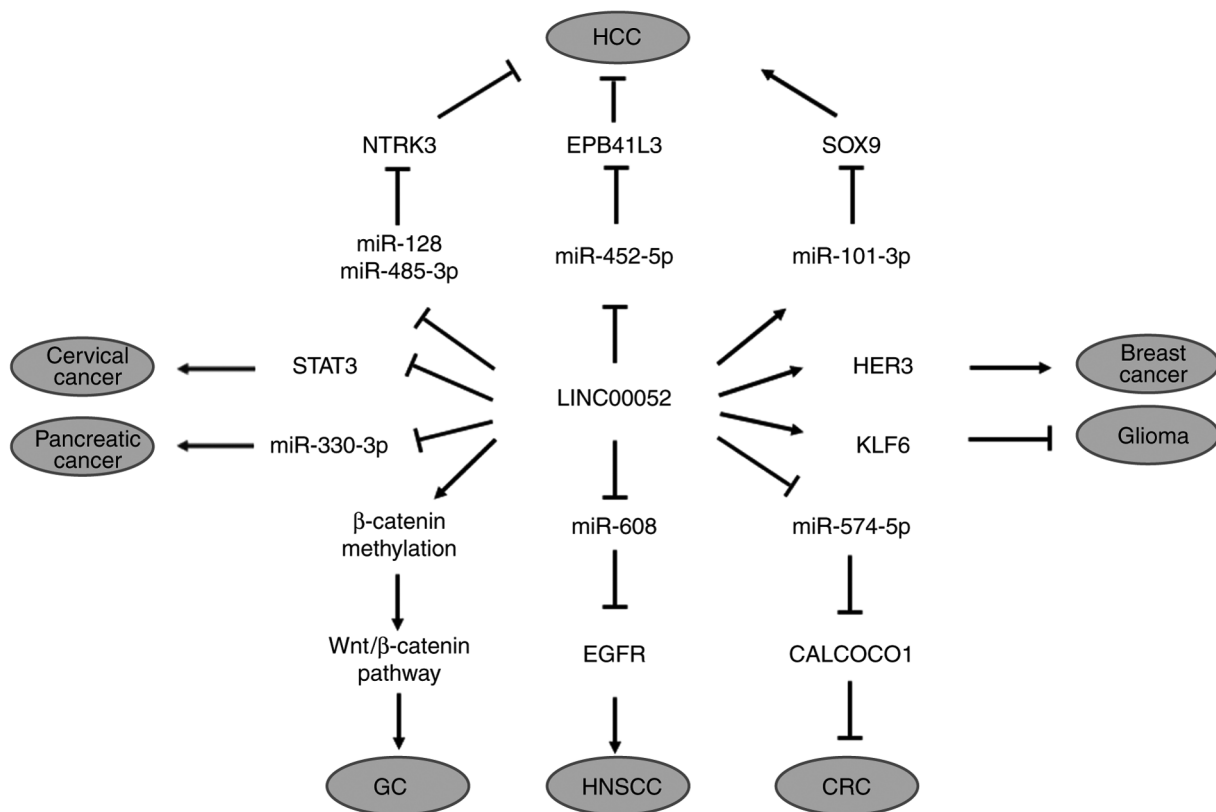 HCC
NTRK3
EPB41L3
SOX9
miR-128
miR-485-3p
miR-452-5p
miR-101-3p
Cervical
cancer
STAT3
LINC00052
HER3
Breast
cancer
Pancreatic
cancer
miR-330-3p
KLF6
Glioma
β-catenin
methylation
miR-608
miR-574-5p
Wnt/β-catenin
pathway
EGFR
CALCOCO1
GC
HNSCC
CRC